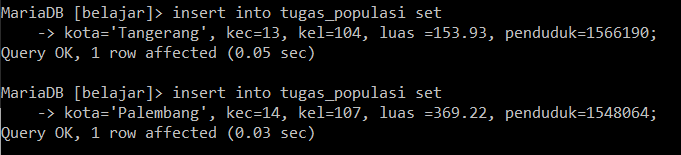 MariaDB [belajar]> insert into tugas_populasi set
-> kota='Tangerang', kec=13, kel=104, luas =153.93, penduduk=1566190;
Query OK, 1 row affected (0.05 sec)
MariaDB [belajar]> insert into tugas_populasi set
-> kota='Palembang', kec=14, kel=107, luas =369.22, penduduk=1548064;
Query OK, 1 row affected (0.03 sec)